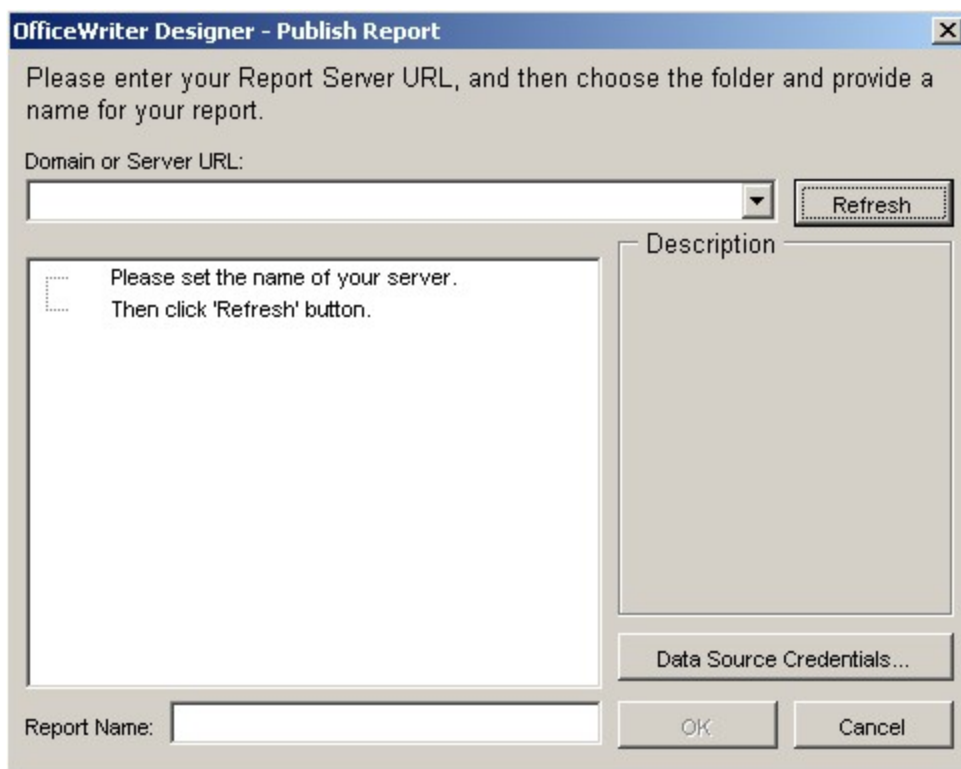 OfficeWriter Designer - Publish Report
Please enter your Report Server URL, and then choose the folder and provide a
name for your report.
Domain or Server URL:
Refresh
Description
Please set the name of your server.
Then click 'Refresh' button.
Data Source Credentials...
Report Name:
OK
Cancel